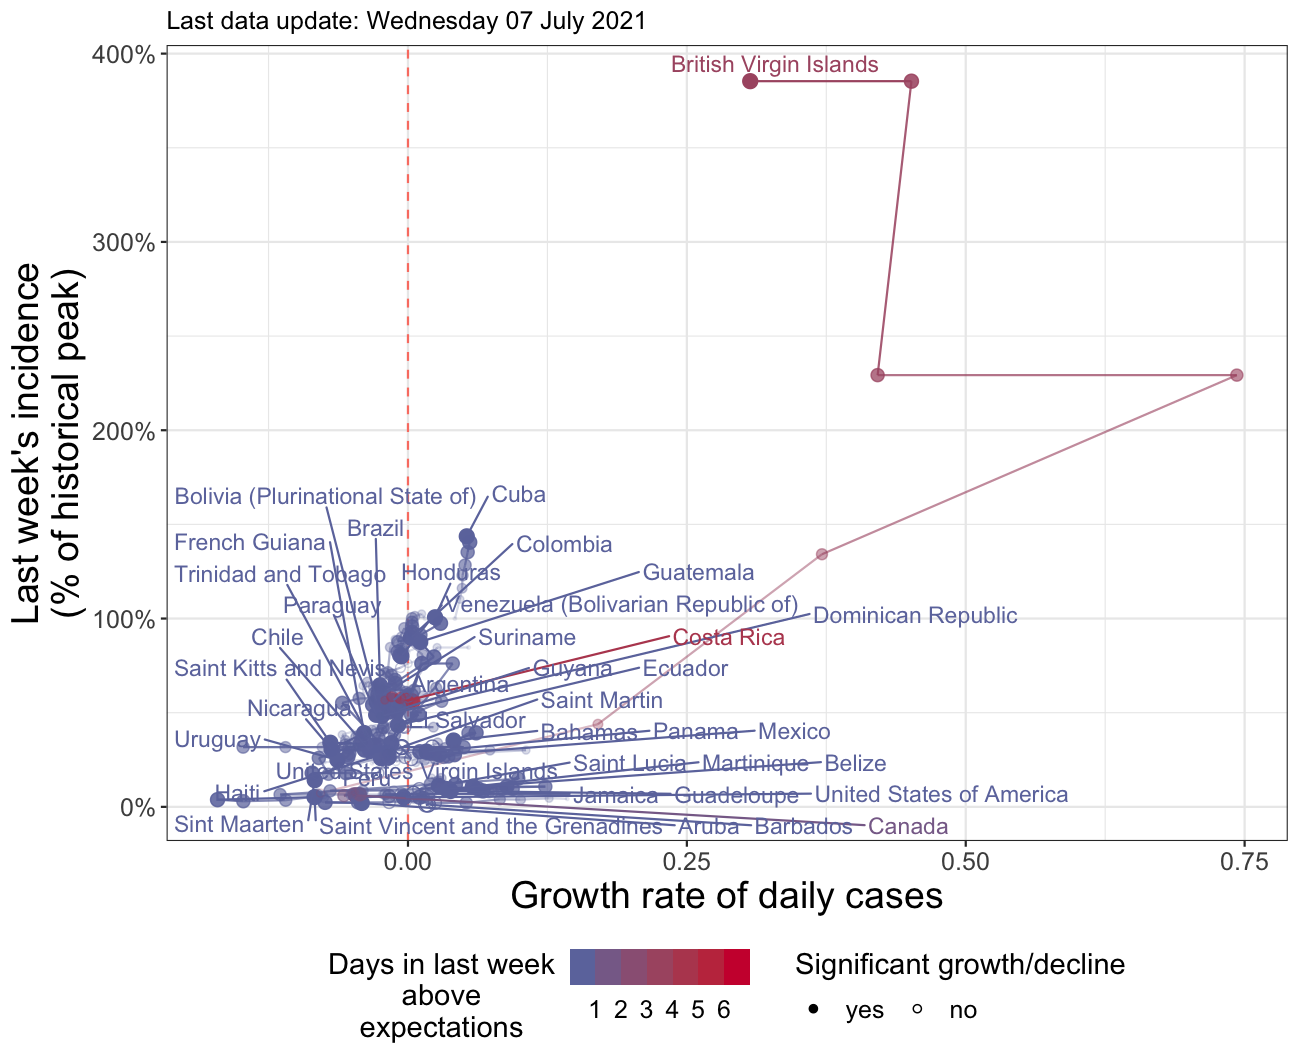 Last data update: Wednesday 07 July 2021
400%
British Virgin Islands
300%
Last week's incidence
(% of historical peak)
200%
Bolivia (Plurinational State of)
Cuba
Brazil
French Guiana
Colombia
Trinidad and Tobago
Honduras
Guatemala
Paraguay
Venezuela (Bolivarian Republic of)
100%
Dominican Republic
Chile
Suriname
Costa Rica
Saint Kitts and Nevis
Guyana
Ecuador
Argentina
Nicaragua
Saint Martin
El Salvador
Uruguay
Bahamas
Panama
Mexico
United States Virgin Islands
Saint Lucia
Martinique
Belize
Peru
Haiti
Jamaica
Guadeloupe
United States of America
0%
Sint Maarten
Saint Vincent and the Grenadines
Aruba
Barbados
Canada
0.00
0.25
0.50
0.75
Growth rate of daily cases
Days in last week
above
expectations
1 2 3 4 5 6
Significant growth/decline
yes
no